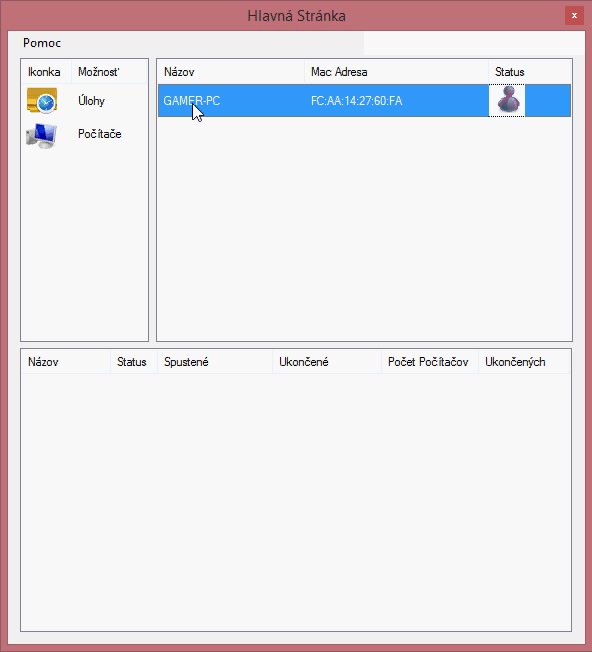 Hlavná Stránka
x
Pomoc
Ikonka Možnosť
Úlohy
Počítače
Názov Mac Adresa Status
GAMER-PC FC:AA:14:27:60:FA
Názov Status Spustené Ukončené Počet Počítačov Ukončených